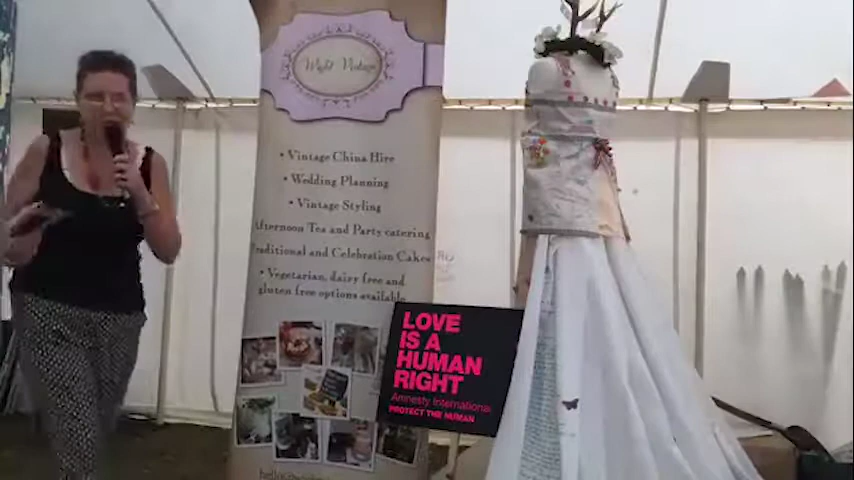 Wight Vintage
• Vintage China Hire
• Wedding Planning
• Vintage Styling
Afternoon Tea and Party catering
Traditional and Celebration Cakes
• Vegetarian, dairy free and
gluten free options available
LOVE
IS A
HUMAN
RIGHT
Amnesty International
PROTECT THE HUMAN